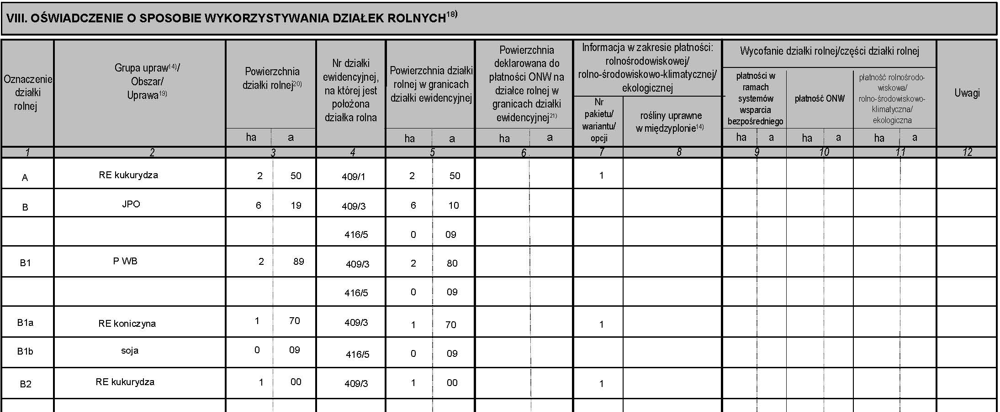 VIII. OŚWIADCZENIE O SPOSOBIE WYKORZYSTYWANIA DZIAŁEK ROLNYCH18)
Oznaczenie
działki
rolnej
Grupa upraw14)/
Obszar/
Uprawa19)
Powierzchnia
działki rolnej20)
ha a
Nr działki
ewidencyjnej,
na której jest
położona
działka rolna
Powierzchnia działki
rolnej w granicach
działki ewidencyjnej
ha a
Powierzchnia
deklarowana do
płatności ONW na
działce rolnej w
granicach działki
ewidencyjnej21)
ha a
Informacja w zakresie płatności:
rolnośrodowiskowej/
rolno-środowiskowo-klimatycznej/
ekologicznej
Nr
pakietu/
wariantu/
opcji
rośliny uprawne
w międzyplonie14)
Wycofanie działki rolnej/części działki rolnej
płatności w
ramach
systemów
wsparcia
bezpośredniego
ha a
płatność ONW
ha a
płatność rolnośrodo-
wiskowa/
rolno-środowiskowo-
klimatyczna/
ekologiczna
ha a
Uwagi
1 2 3 4 5 6 . 7 8 9 10 11 12
A RE kukurydza 2 50 409/1 2 50 1
B JPO 6 19 409/3 6 10
416/5 0 09
B1 P WB 2 89 409/3 2 80
416/5 0 09
B1a RE koniczyna 1 70 409/3 1 70 1
B1b soja 0 09 416/5 0 09
B2 RE kukurydza 1 00 409/3 1 00 1